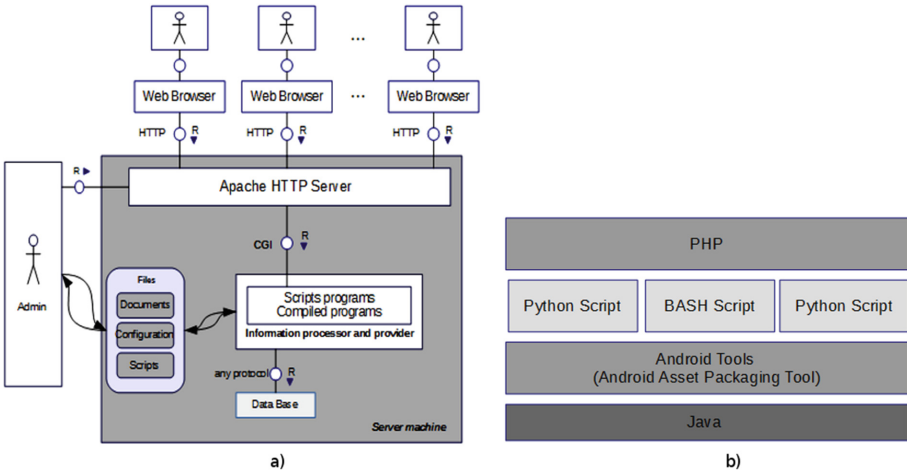 ...
Web Browser
Web Browser
...
Web Browser
HTTP
R
HTTP
R
HTTP
R
R
Apache HTTP Server
Admin
CGI
R
Files
Documents
Configuration
Scripts
Scripts programs
Compiled programs
Information processor and provider
any protocol
R
Data Base
Server machine
a)
PHP
Python Script
BASH Script
Python Script
Android Tools
(Android Asset Packaging Tool)
Java
b)